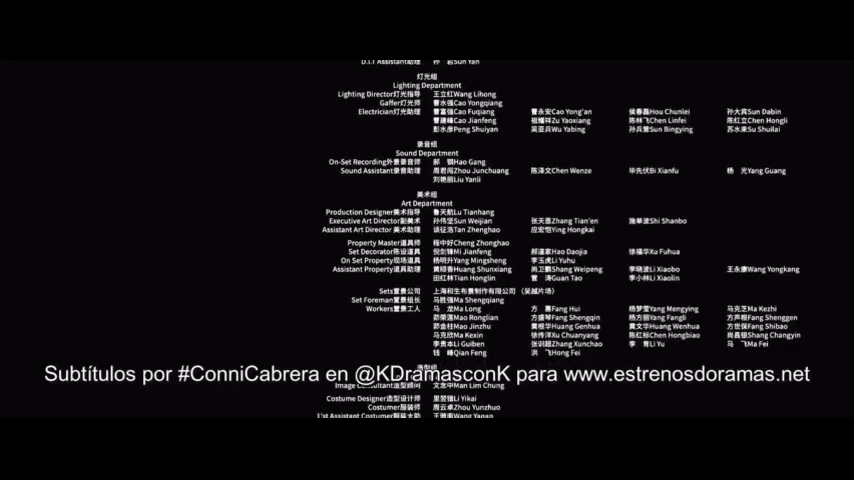 D.I.T Assistant助理 孙 岩Sun Yan
灯光组
Lighting Department
Lighting Director灯光指导 王立红Wang Lihong
Gaffer灯光师 曹水强Cao Yongqiang
Electrician灯光助理 曹富强Cao Fuqiang 曹永安Cao Yong'an 侯春磊Hou Chunlei 孙大宾Sun Dabin
曹建峰Cao Jianfeng 祖耀祥Zu Yaoxiang 陈林飞Chen Linfei 陈红立Chen Hongli
彭水彦Peng Shuiyan 吴亚兵Wu Yabing 孙兵营Sun Bingying 苏水来Su Shuilai
录音组
Sound Department
On-Set Recording外景录音师 郝 钢Hao Gang
Sound Assistant录音助理 周君闯Zhou Junchuang 陈泽文Chen Wenze 毕先伏Bi Xianfu 杨 光Yang Guang
刘艳丽Liu Yanli
美术组
Art Department
Production Designer美术指导 鲁天航Lu Tianhang
Executive Art Director副美术 孙伟坚Sun Weijian 张天恩Zhang Tian'en 施单波Shi Shanbo
Assistant Art Director 美术助理 谈征浩Tan Zhenghao 应宏恺Ying Hongkai
Property Master道具师 程中好Cheng Zhonghao
Set Decorator陈设道具 倪剑锋Mi Jianfeng 郝道家Hao Daojia 徐福华Xu Fuhua
On Set Property现场道具 杨明升Yang Mingsheng 李玉虎Li Yuhu
Assistant Property道具助理 黄顺香Huang Shunxiang 尚卫鹏Shang Weipeng 李晓波Li Xiaobo 王永康Wang Yongkang
田红林Tian Honglin 管 涛Guan Tao 李小林Li Xiaolin
Sets置景公司 上海和生布景制作有限公司 （吴越片场）
Set Foreman置景组长 马胜强Ma Shengqiang
Workers置景工人 马 龙Ma Long 方 惠Fang Hui 杨梦莹Yang Mengying 马克芝Ma Kezhi
茆荣莲Mao Ronglian 方盛琴Fang Shengqin 杨方丽Yang Fangli 方声根Fang Shenggen
茆金柱Mao Jinzhu 黄根华Huang Genhua 黄文华Huang Wenhua 方世保Fang Shibao
马克欣Ma Kexin 徐传洋Xu Chuanyang 陈红标Chen Hongbiao 尚昌银Shang Changyin
李贵本Li Guiben 张训超Zhang Xunchao 李 育Li Yu 马 飞Ma Fei
钱 峰Qian Feng 洪 飞Hong Fei
造型组
Subtítulos por #ConniCabrera en @KDramasconK para www.estrenosdoramas.net
Image Consultant造型顾问 文念中Man Lim Chung
Costume Designer造型设计师 Li Yikai
Costumer服装师 周云卓Zhou Yunzhuo
1'st Assistant Costumer服装大助 Wang Yanan